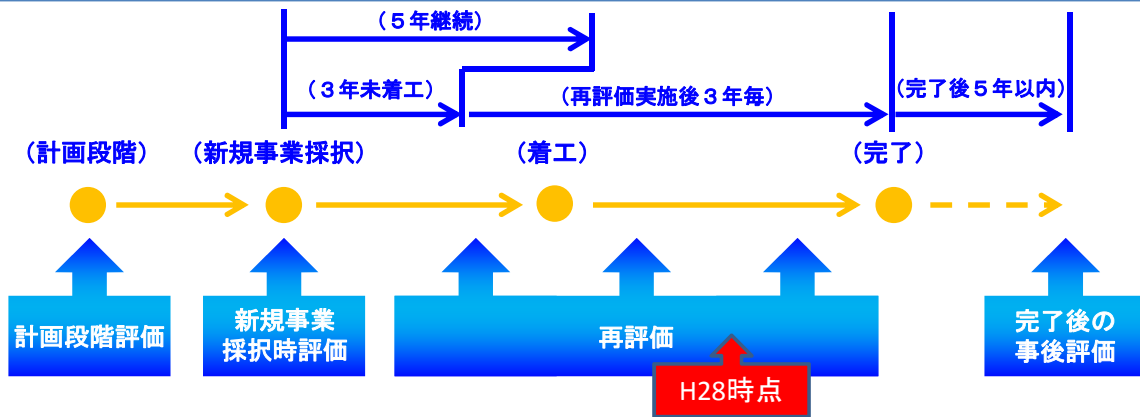 （５年継続）
（３年未着工）
（再評価実施後３年毎）
（完了後５年以内）
（計画段階）
（新規事業採択）
（着工）
（完了）
計画段階評価
新規事業
採択時評価
再評価
完了後の
事後評価
H28時点